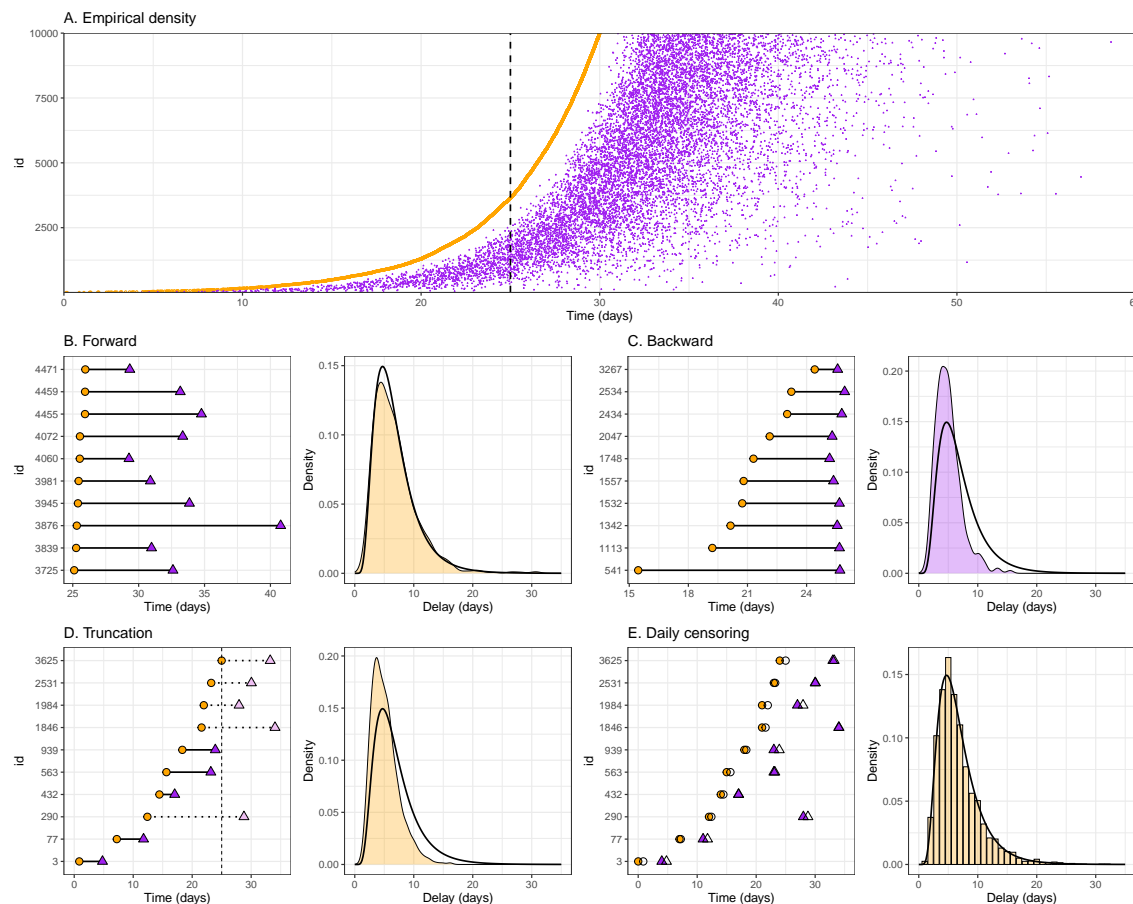 A. Empirical density
10000
7500
5000
2500
id
0 10 20 30 40 50 6
Time (days)
B. Forward
4471
4459
4455
4072
4060
3981
3945
3876
3839
3725
id
25 30 35 40
Time (days)
0.15
0.10
0.05
0.00
Density
0 10 20 30
Delay (days)
C. Backward
3267
2534
2434
2047
1748
1557
1532
1342
1113
541
id
15 18 21 24
Time (days)
0.20
0.15
0.10
0.05
0.00
Density
0 10 20 30
Delay (days)
D. Truncation
3625
2531
1984
1846
939
563
432
290
77
3
id
0 10 20 30
Time (days)
0.20
0.15
0.10
0.05
0.00
Density
0 10 20 30
Delay (days)
E. Daily censoring
3625
2531
1984
1846
939
563
432
290
77
3
id
0 10 20 30
Time (days)
0.15
0.10
0.05
0.00
Density
0 10 20 30
Delay (days)